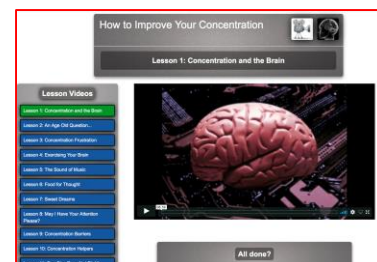 How to Improve Your Concentration
Lesson 1: Concentration and the Brain
Lesson Videos
Lesson 1: Concentration and the Brain
Lesson 2: An Age Old Question...
Lesson 3: Concentration Frustration
Lesson 4: Exercising Your Brain
Lesson 5: The Sound of Music
Lesson 6: Food for Thought
Lesson 7: Sweet Dreams
Lesson 8: May I Have Your Attention
Please?
Lesson 9: Concentration Barriers
Lesson 10: Concentration Helpers
All done?